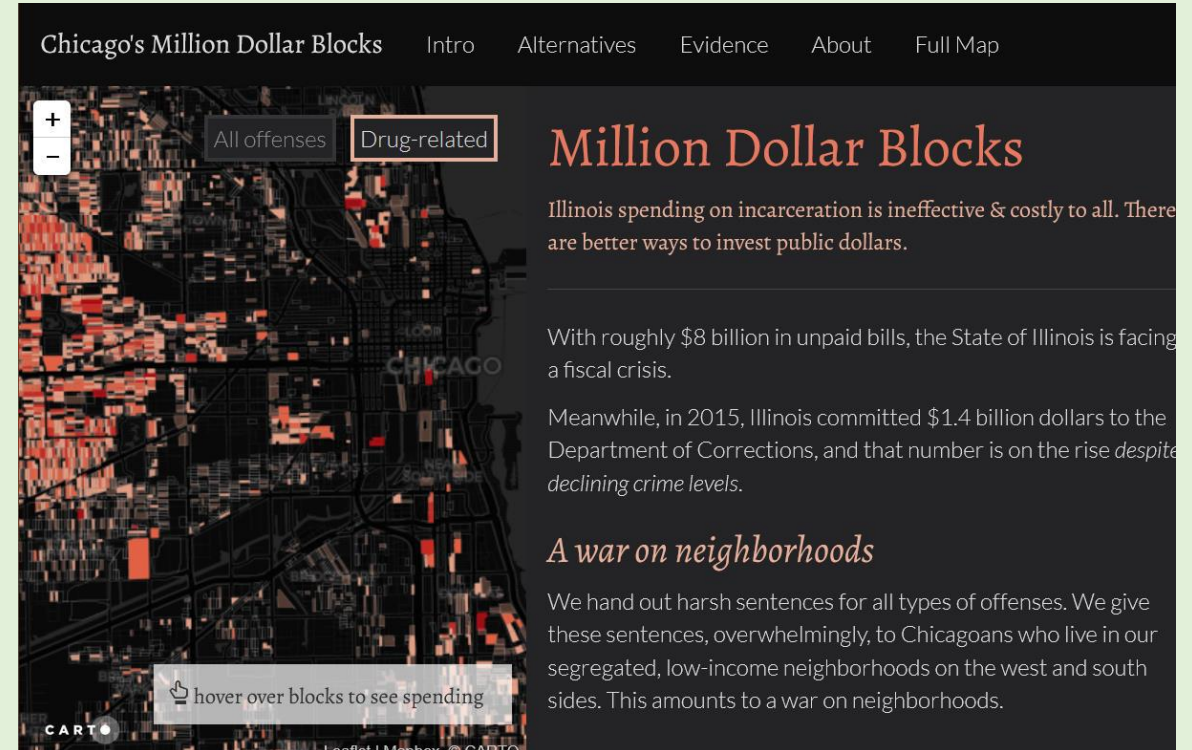 Chicago's Million Dollar Blocks Intro Alternatives Evidence About Full Map
+
−
LINCOLN
All offenses Drug-related
LOOP
CHICAGO
NEAR
hover over blocks to see spending
CARTO
Leaflet | Mapbox, © CARTO
Million Dollar Blocks
Illinois spending on incarceration is ineffective & costly to all. There
are better ways to invest public dollars.
With roughly $8 billion in unpaid bills, the State of Illinois is facing
a fiscal crisis.
Meanwhile, in 2015, Illinois committed $1.4 billion dollars to the
Department of Corrections, and that number is on the rise despite
declining crime levels.
A war on neighborhoods
We hand out harsh sentences for all types of offenses. We give
these sentences, overwhelmingly, to Chicagoans who live in our
segregated, low-income neighborhoods on the west and south
sides. This amounts to a war on neighborhoods.